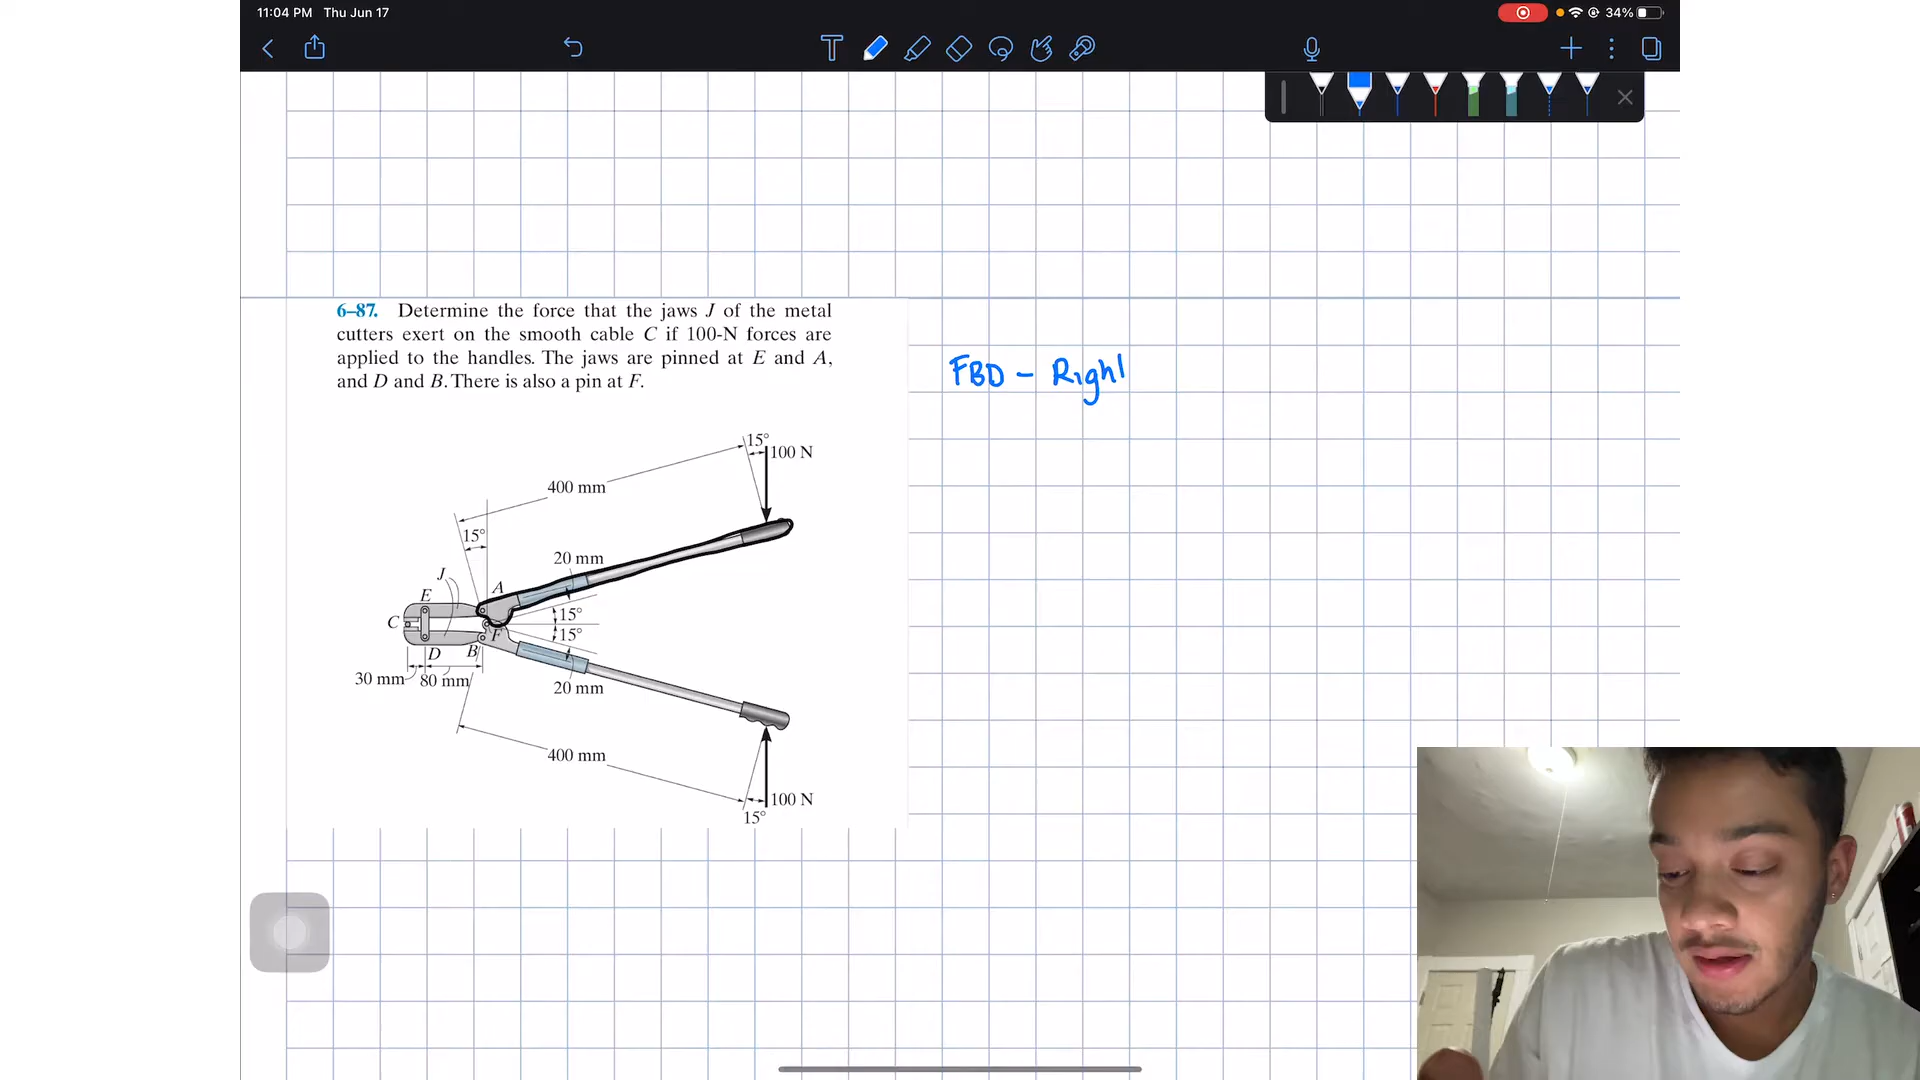 11:04 PM Thu Jun 17
34%
6–87. Determine the force that the jaws J of the metal
cutters exert on the smooth cable C if 100-N forces are
applied to the handles. The jaws are pinned at E and A,
and D and B. There is also a pin at F.
FBD - Right
15°
100 N
400 mm
15°
20 mm
J
A
E
15°
C
F
15°
D
B
30 mm
80 mm
20 mm
400 mm
100 N
15°